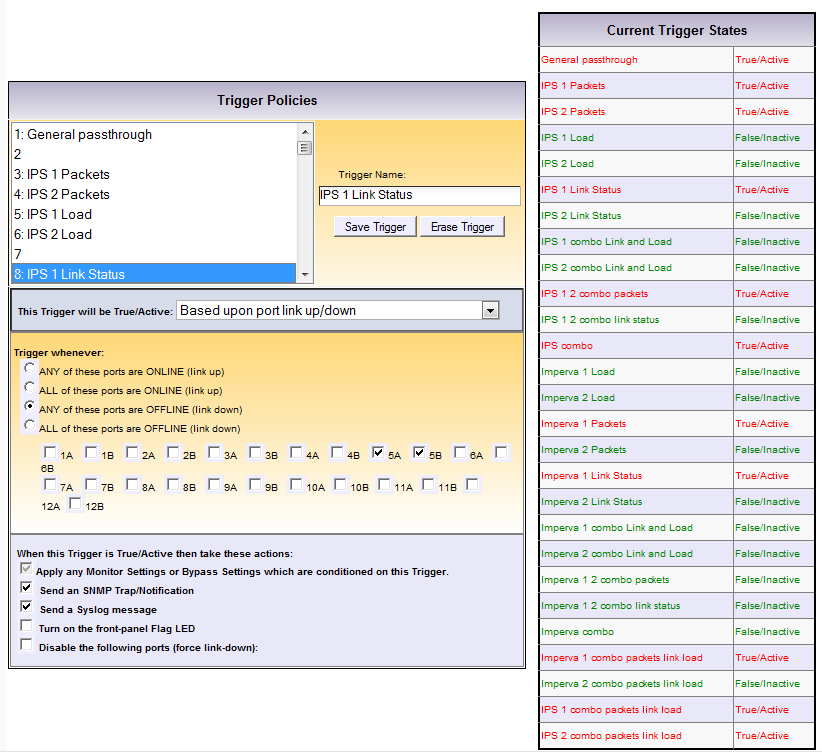 Trigger Policies
1: General passthrough
2
3: IPS 1 Packets
4: IPS 2 Packets
5: IPS 1 Load
6: IPS 2 Load
7
8: IPS 1 Link Status
Trigger Name:
IPS 1 Link Status
Save Trigger Erase Trigger
This Trigger will be True/Active: Based upon port link up/down
Trigger whenever:
ANY of these ports are ONLINE (link up)
ALL of these ports are ONLINE (link up)
ANY of these ports are OFFLINE (link down)
ALL of these ports are OFFLINE (link down)
1A 1B 2A 2B 3A 3B 4A 4B 5A 5B 6A
6B
7A 7B 8A 8B 9A 9B 10A 10B 11A 11B
12A 12B
When this Trigger is True/Active then take these actions:
Apply any Monitor Settings or Bypass Settings which are conditioned on this Trigger.
Send an SNMP Trap/Notification
Send a Syslog message
Turn on the front-panel Flag LED
Disable the following ports (force link-down):
Current Trigger States
General passthrough True/Active
IPS 1 Packets True/Active
IPS 2 Packets True/Active
IPS 1 Load False/Inactive
IPS 2 Load False/Inactive
IPS 1 Link Status True/Active
IPS 2 Link Status False/Inactive
IPS 1 combo Link and Load False/Inactive
IPS 2 combo Link and Load False/Inactive
IPS 1 2 combo packets True/Active
IPS 1 2 combo link status False/Inactive
IPS combo True/Active
Imperva 1 Load False/Inactive
Imperva 2 Load False/Inactive
Imperva 1 Packets True/Active
Imperva 2 Packets False/Inactive
Imperva 1 Link Status True/Active
Imperva 2 Link Status False/Inactive
Imperva 1 combo Link and Load False/Inactive
Imperva 2 combo Link and Load False/Inactive
Imperva 1 2 combo packets False/Inactive
Imperva 1 2 combo link status False/Inactive
Imperva combo False/Inactive
Imperva 1 combo packets link load True/Active
Imperva 2 combo packets link load False/Inactive
IPS 1 combo packets link load True/Active
IPS 2 combo packets link load True/Active